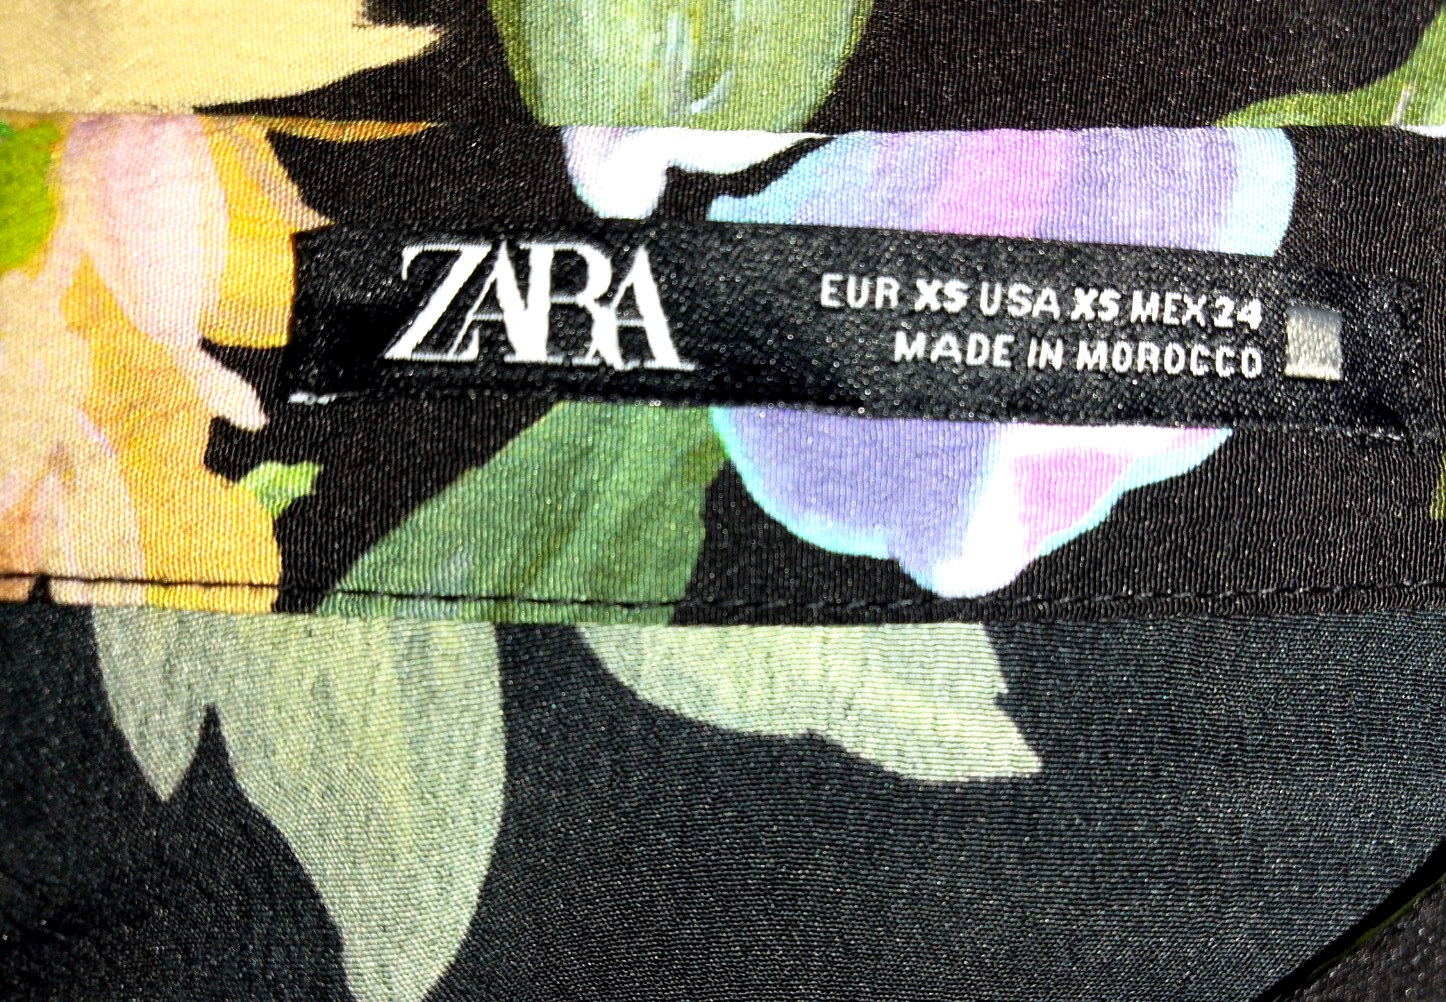 ZARA
EUR XS USA XS MEX 24
MADE IN MOROCCO